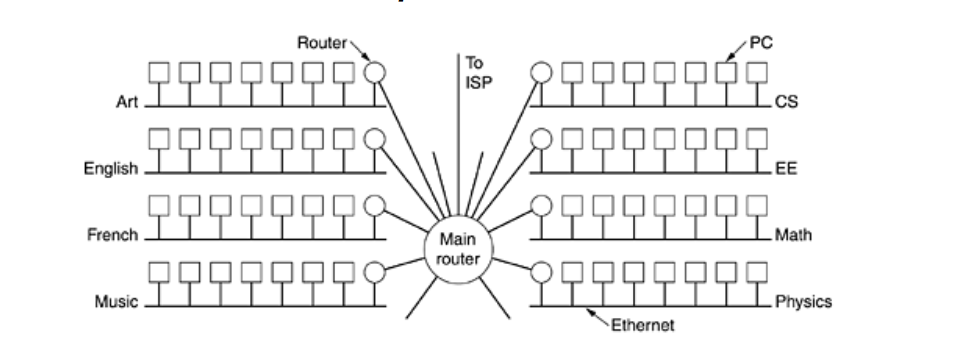 Router
PC
To
ISP
Art
CS
English
EE
French
Main
router
Math
Music
Physics
Ethernet